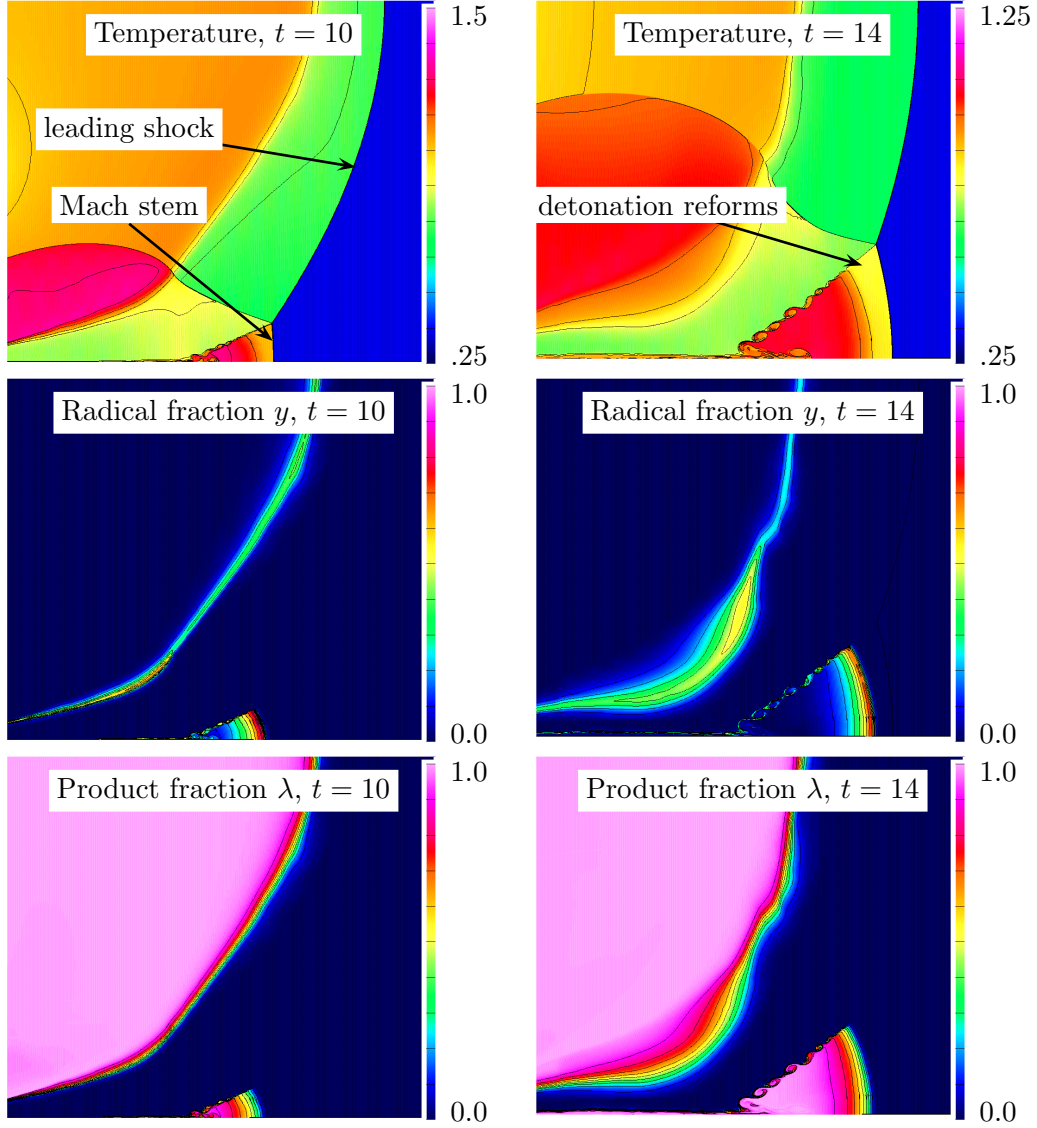 Temperature, t = 10
1.5
leading shock
Mach stem
.25
Temperature, t = 14
1.25
detonation reforms
.25
Radical fraction y, t = 10
1.0
0.0
Radical fraction y, t = 14
1.0
0.0
Product fraction λ, t = 10
1.0
0.0
Product fraction λ, t = 14
1.0
0.0